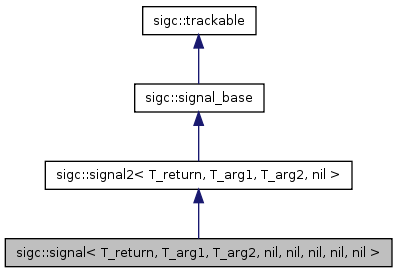 sigc::trackable
sigc::signal_base
sigc::signal2< T_return, T_arg1, T_arg2, nil >
sigc::signal< T_return, T_arg1, T_arg2, nil, nil, nil, nil, nil >